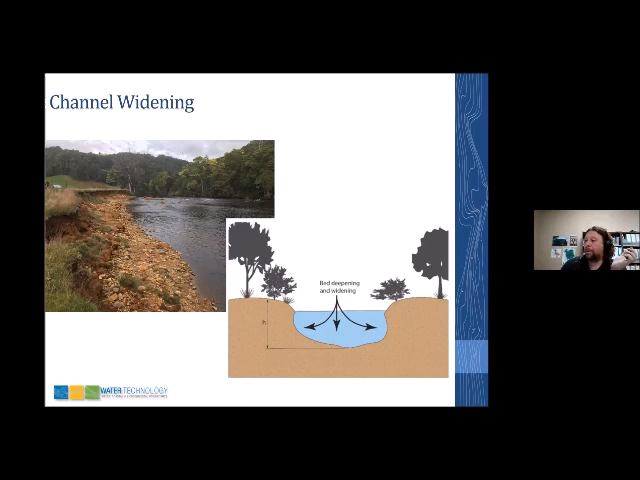 Channel Widening
Bed deepening
and widening
h
WATER TECHNOLOGY